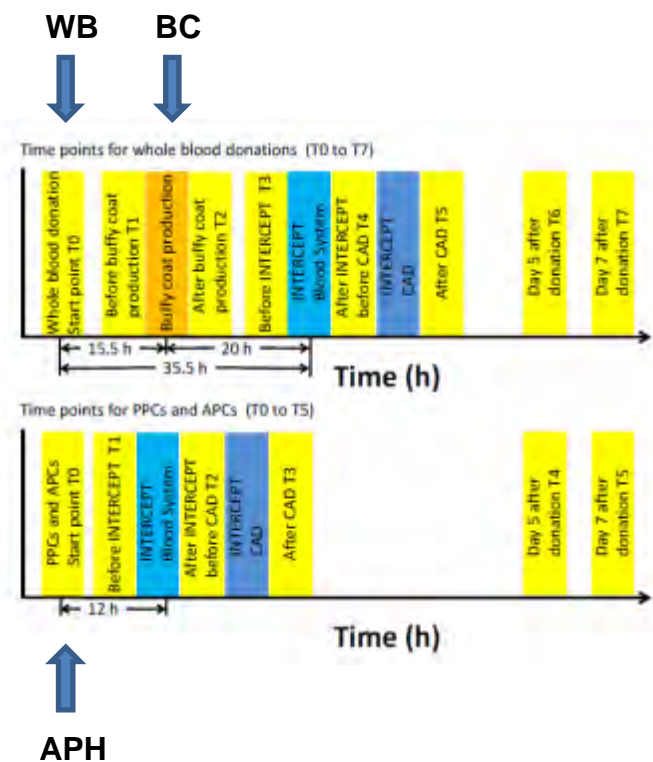 WB BC
Time points for whole blood donations (T0 to T7)
Whole blood donation
Start point T0
Before buffy coat
production T1
Buffy coat production
After buffy coat
production T2
Before INTERCEPT T3
INTERCEPT
Blood System
After INTERCEPT
before CAD T4
INTERCEPT
CAD
After CAD T5
Day 5 after
donation T6
Day 7 after
donation T7
15.5 h 20 h
35.5 h
Time (h)
Time points for PPCs and APCs (T0 to T5)
PPCs and APCs
Start point T0
Before INTERCEPT T1
INTERCEPT
Blood System
After INTERCEPT
before CAD T2
INTERCEPT
CAD
After CAD T3
Day 5 after
donation T4
Day 7 after
donation T5
12 h
Time (h)
APH